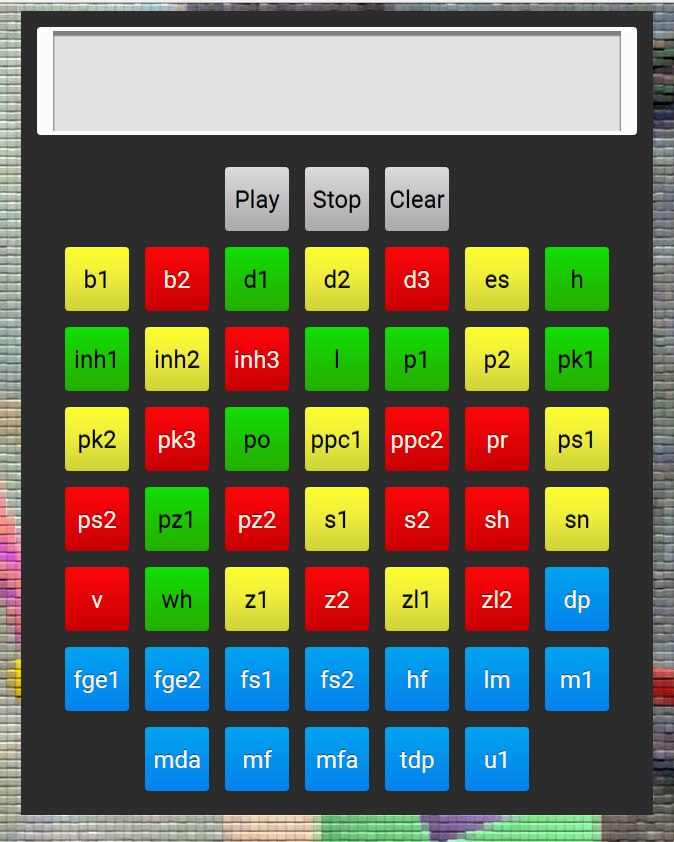 Play Stop Clear
b1 b2 d1 d2 d3 es h
inh1 inh2 inh3 l p1 p2 pk1
pk2 pk3 po ppc1 ppc2 pr ps1
ps2 pz1 pz2 s1 s2 sh sn
v wh z1 z2 zl1 zl2 dp
fge1 fge2 fs1 fs2 hf lm m1
mda mf mfa tdp u1